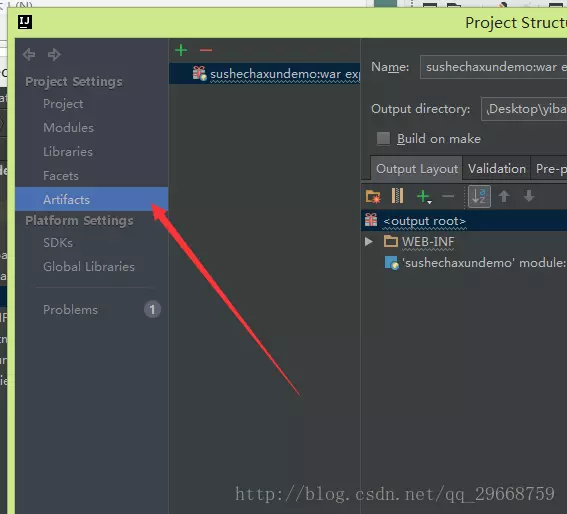 IJ
Project Structu
Project Settings
Project
Modules
Libraries
Facets
Artifacts
Platform Settings
SDKs
Global Libraries
Problems 1
sushechaxundemo:war exp
Name: sushechaxundemo:war e
Output directory: \Desktop\yiba
Build on make
Output Layout Validation Pre-p
<output root>
WEB-INF
'sushechaxundemo' module:
http://blog.csdn.net/qq_29668759